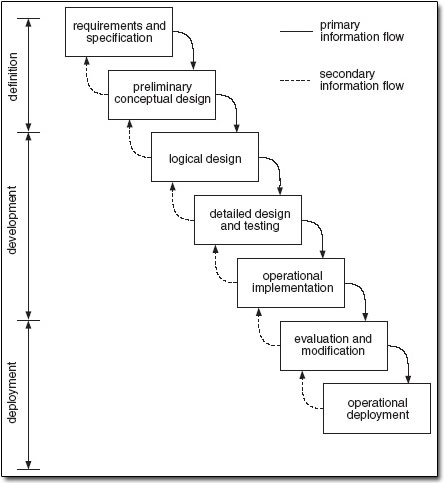 requirements and
specification
primary
information flow
secondary
information flow
definition
preliminary
conceptual design
logical design
development
detailed design
and testing
operational
implementation
evaluation and
modification
deployment
operational
deployment